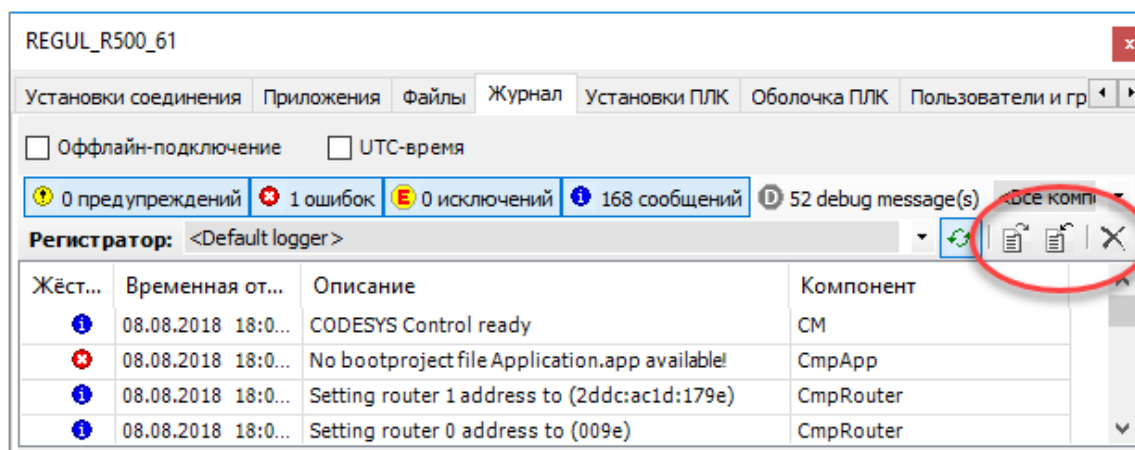 REGUL_R500_61
x
Установки соединения Приложения Файлы Журнал Установки ПЛК Оболочка ПЛК Пользователи и гр
Оффлайн-подключение UTC-время
0 предупреждений 1 ошибок E 0 исключений 168 сообщений D 52 debug message(s) <Все комп
Регистратор: <Default logger>
Жёст... Временная от... Описание Компонент
08.08.2018 18:0... CODESYS Control ready CM
08.08.2018 18:0... No bootproject file Application.app available! CmpApp
08.08.2018 18:0... Setting router 1 address to (2ddc:ac1d:179e) CmpRouter
08.08.2018 18:0... Setting router 0 address to (009e) CmpRouter